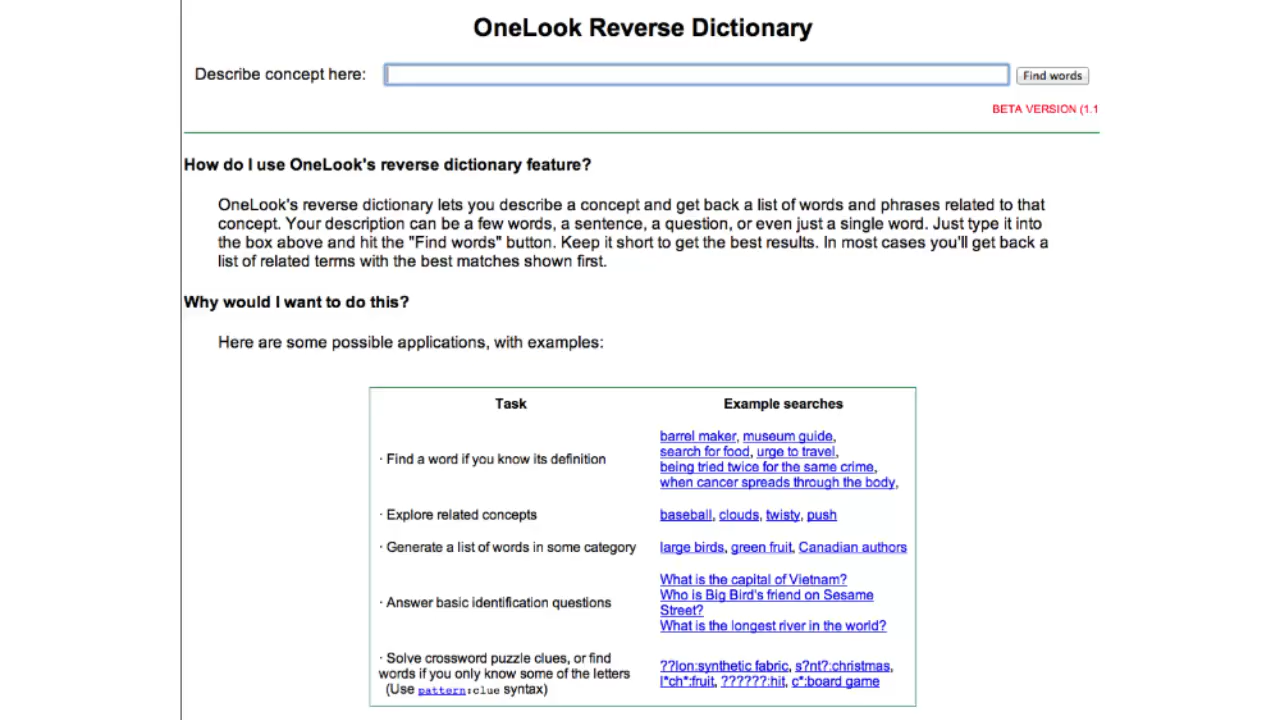 OneLook Reverse Dictionary
Describe concept here:
Find words
BETA VERSION (1.1
How do I use OneLook's reverse dictionary feature?
OneLook's reverse dictionary lets you describe a concept and get back a list of words and phrases related to that
concept. Your description can be a few words, a sentence, a question, or even just a single word. Just type it into
the box above and hit the "Find words" button. Keep it short to get the best results. In most cases you'll get back a
list of related terms with the best matches shown first.
Why would I want to do this?
Here are some possible applications, with examples:
Task Example searches
· Find a word if you know its definition
barrel maker, museum guide,
search for food, urge to travel,
being tried twice for the same crime,
when cancer spreads through the body,
· Explore related concepts
baseball, clouds, twisty, push
· Generate a list of words in some category
large birds, green fruit, Canadian authors
· Answer basic identification questions
What is the capital of Vietnam?
Who is Big Bird's friend on Sesame
Street?
What is the longest river in the world?
· Solve crossword puzzle clues, or find
words if you only know some of the letters
(Use pattern:clue syntax)
??lon:synthetic fabric, s?nt?:christmas,
l*ch*:fruit, ??????:hit, c*:board game